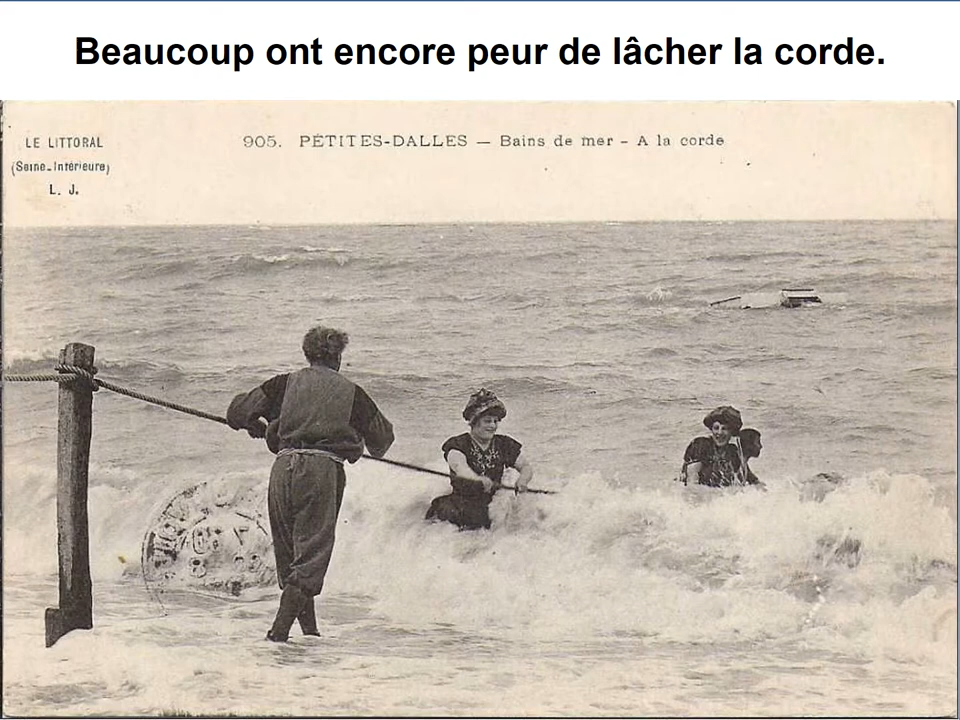 Beaucoup ont encore peur de lâcher la corde.
LE LITTORAL
(Seine-Inférieure)
L. J.
905. PETITES-DALLES — Bains de mer - A la corde